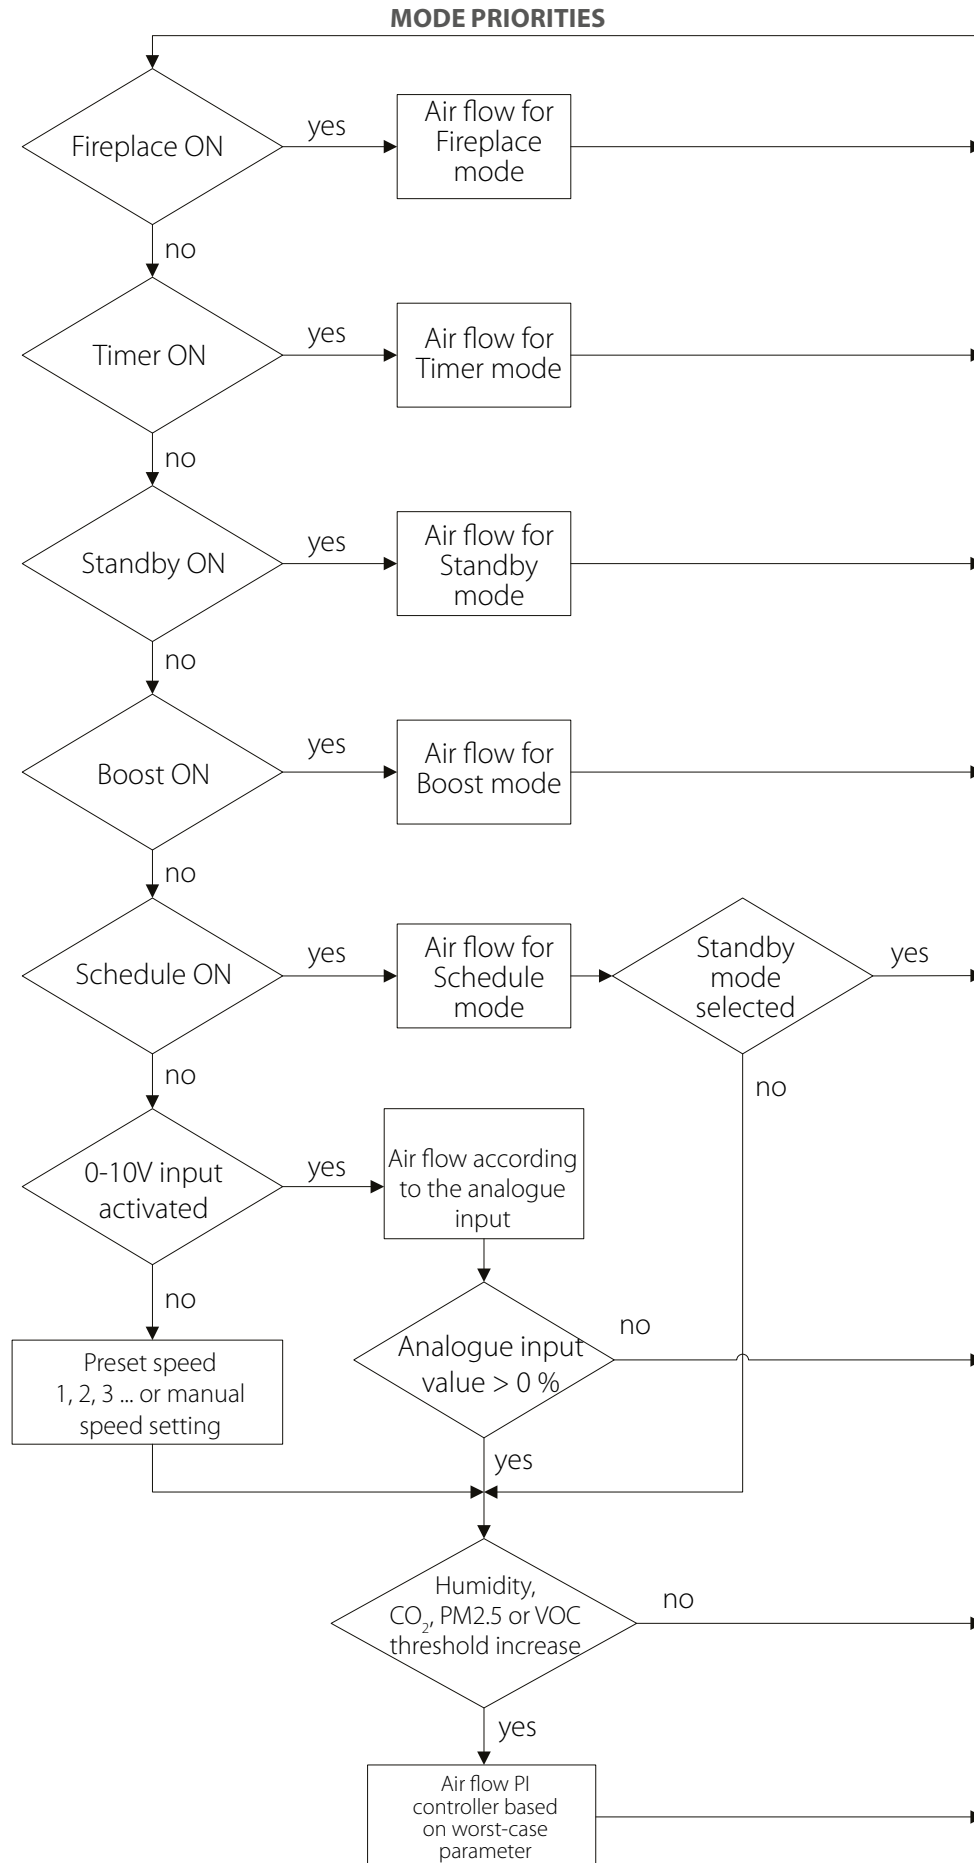 MODE PRIORITIES
Fireplace ON
yes
Air flow for
Fireplace
mode
no
Timer ON
yes
Air flow for
Timer mode
no
Standby ON
yes
Air flow for
Standby
mode
no
Boost ON
yes
Air flow for
Boost mode
no
Schedule ON
yes
Air flow for
Schedule
mode
Standby
mode
selected
yes
no
no
0-10V input
activated
yes
Air flow according
to the analogue
input
no
Preset speed
1, 2, 3 ... or manual
speed setting
Analogue input
value > 0 %
no
yes
Humidity,
CO₂, PM2.5 or VOC
threshold increase
no
yes
Air flow PI
controller based
on worst-case
parameter